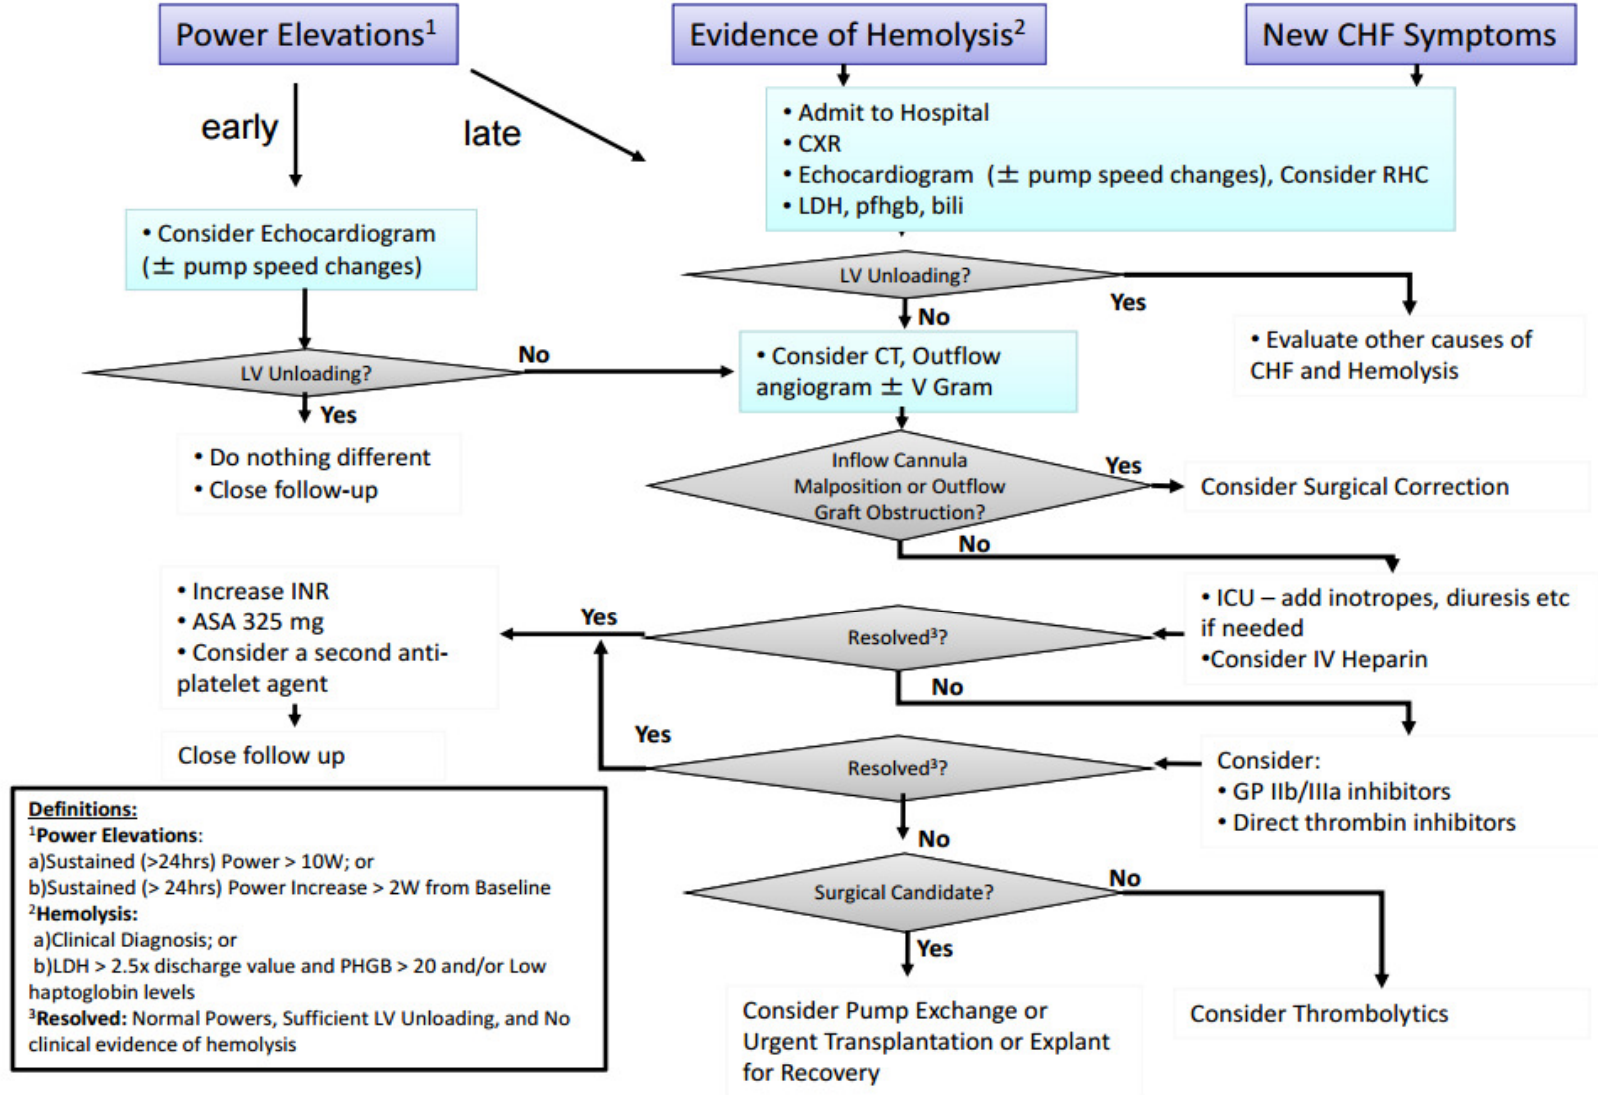 Power Elevations¹
Evidence of Hemolysis²
New CHF Symptoms
early
late
• Admit to Hospital
• CXR
• Echocardiogram (± pump speed changes), Consider RHC
• LDH, pfhgb, bili
• Consider Echocardiogram
(± pump speed changes)
LV Unloading?
Yes
No
• Evaluate other causes of
CHF and Hemolysis
LV Unloading?
No
Yes
• Consider CT, Outflow
angiogram ± V Gram
• Do nothing different
• Close follow-up
Inflow Cannula
Malposition or Outflow
Graft Obstruction?
Yes
Consider Surgical Correction
No
• ICU – add inotropes, diuresis etc
if needed
•Consider IV Heparin
Resolved³?
Yes
No
• Increase INR
• ASA 325 mg
• Consider a second anti-
platelet agent
Close follow up
Consider:
• GP IIb/IIIa inhibitors
• Direct thrombin inhibitors
Resolved³?
Yes
No
Surgical Candidate?
No
Yes
Consider Pump Exchange or
Urgent Transplantation or Explant
for Recovery
Consider Thrombolytics
Definitions:
¹Power Elevations:
a)Sustained (>24hrs) Power > 10W; or
b)Sustained (> 24hrs) Power Increase > 2W from Baseline
²Hemolysis:
a)Clinical Diagnosis; or
b)LDH > 2.5x discharge value and PHGB > 20 and/or Low
haptoglobin levels
³Resolved: Normal Powers, Sufficient LV Unloading, and No
clinical evidence of hemolysis